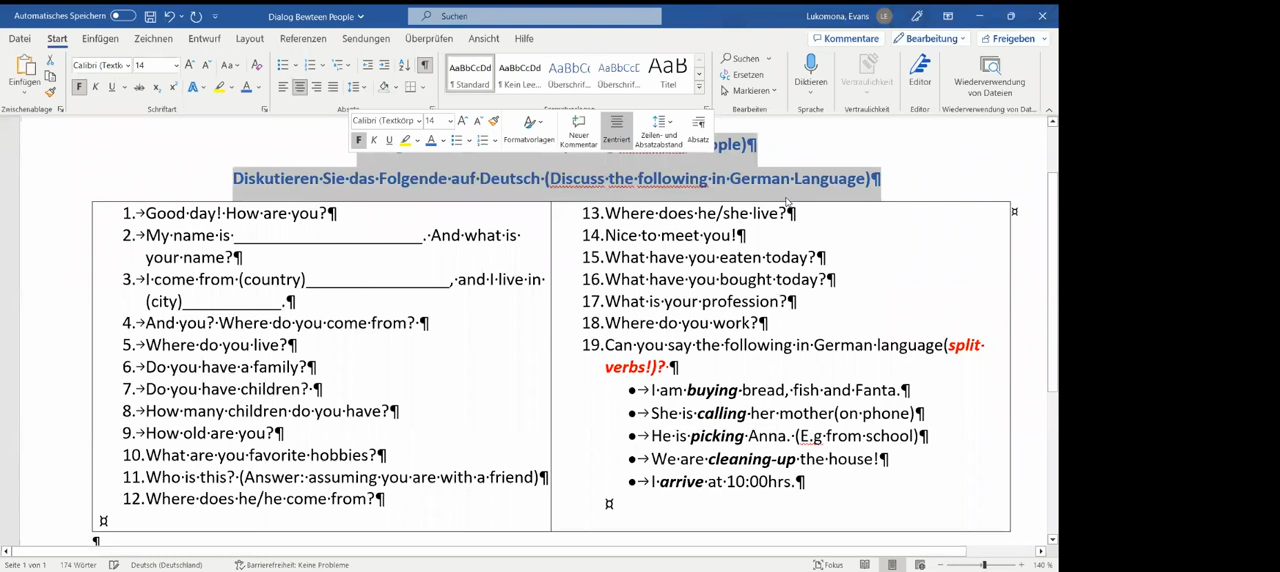 Automatisches Speichern
Dialog Bewteen People
Suchen
Lukomona, Evans
LE
Datei Start Einfügen Zeichnen Entwurf Layout Referenzen Sendungen Überprüfen Ansicht Hilfe
Kommentare Bearbeitung Freigeben
Einfügen
Calibri (Textkö 14
AaBbCcDd AaBbCcDd AaBbCc AaBbCcC AaB
¶ Standard ¶ Kein Lee... Überschrif... Überschrif... Titel
Suchen
Ersetzen
Markieren
Diktieren
Vertraulichkeit
Editor
Wiederverwendung
von Dateien
Zwischenablage Schriftart Absatz Bearbeiten Sprache Vertraulichkeit Editor Wiederverwendung von Dat...
Calibri (Textkörp 14
F K U
Formatvorlagen
Neuer
Kommentar
Zentriert
Zeilen- und
Absatzabstand
Absatz
ople)¶
Diskutieren Sie das Folgende auf Deutsch (Discuss the following in German Language)¶
1. Good day! How are you?¶
2. My name is ______________________. And what is
your name?¶
3. I come from (country)_________________, and I live in
(city)____________.¶
4. And you? Where do you come from? ¶
5. Where do you live?¶
6. Do you have a family?¶
7. Do you have children?¶
8. How many children do you have?¶
9. How old are you?¶
10. What are you favorite hobbies?¶
11. Who is this? (Answer: assuming you are with a friend)¶
12. Where does he/he come from?¶
13. Where does he/she live?¶
14. Nice to meet you!¶
15. What have you eaten today?¶
16. What have you bought today?¶
17. What is your profession?¶
18. Where do you work?¶
19. Can you say the following in German language(split
verbs!)? ¶
• I am buying bread, fish and Fanta.¶
• She is calling her mother(on phone)¶
• He is picking Anna. (E.g from school)¶
• We are cleaning-up the house!¶
• I arrive at 10:00hrs.¶
Seite 1 von 1 174 Wörter Deutsch (Deutschland) Barrierefreiheit: Keine Probleme Fokus 140 %